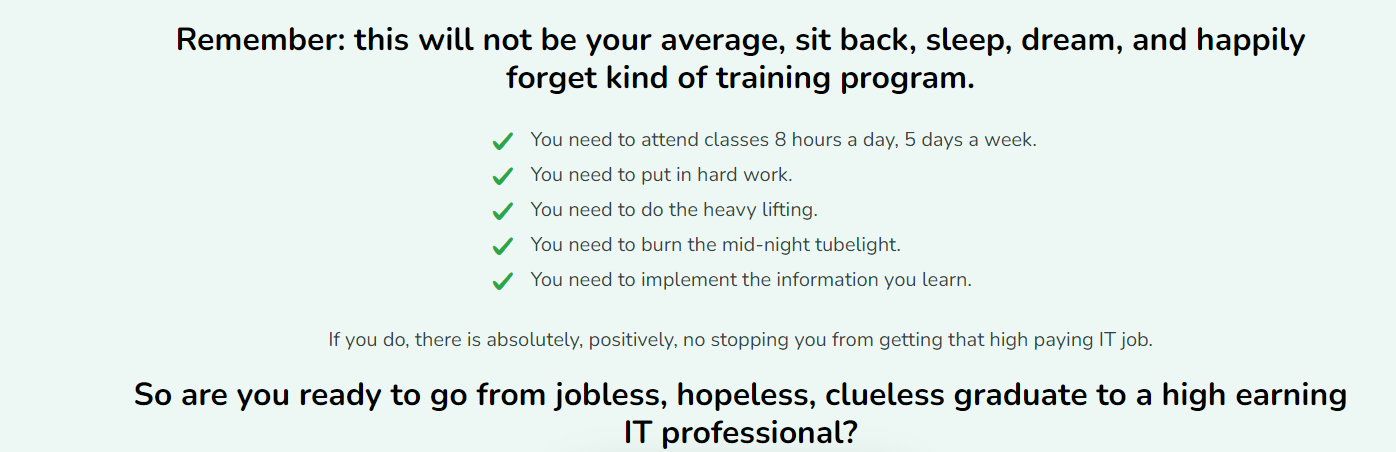 Remember: this will not be your average, sit back, sleep, dream, and happily
forget kind of training program.
You need to attend classes 8 hours a day, 5 days a week.
You need to put in hard work.
You need to do the heavy lifting.
You need to burn the mid-night tubelight.
You need to implement the information you learn.
If you do, there is absolutely, positively, no stopping you from getting that high paying IT job.
So are you ready to go from jobless, hopeless, clueless graduate to a high earning
IT professional?